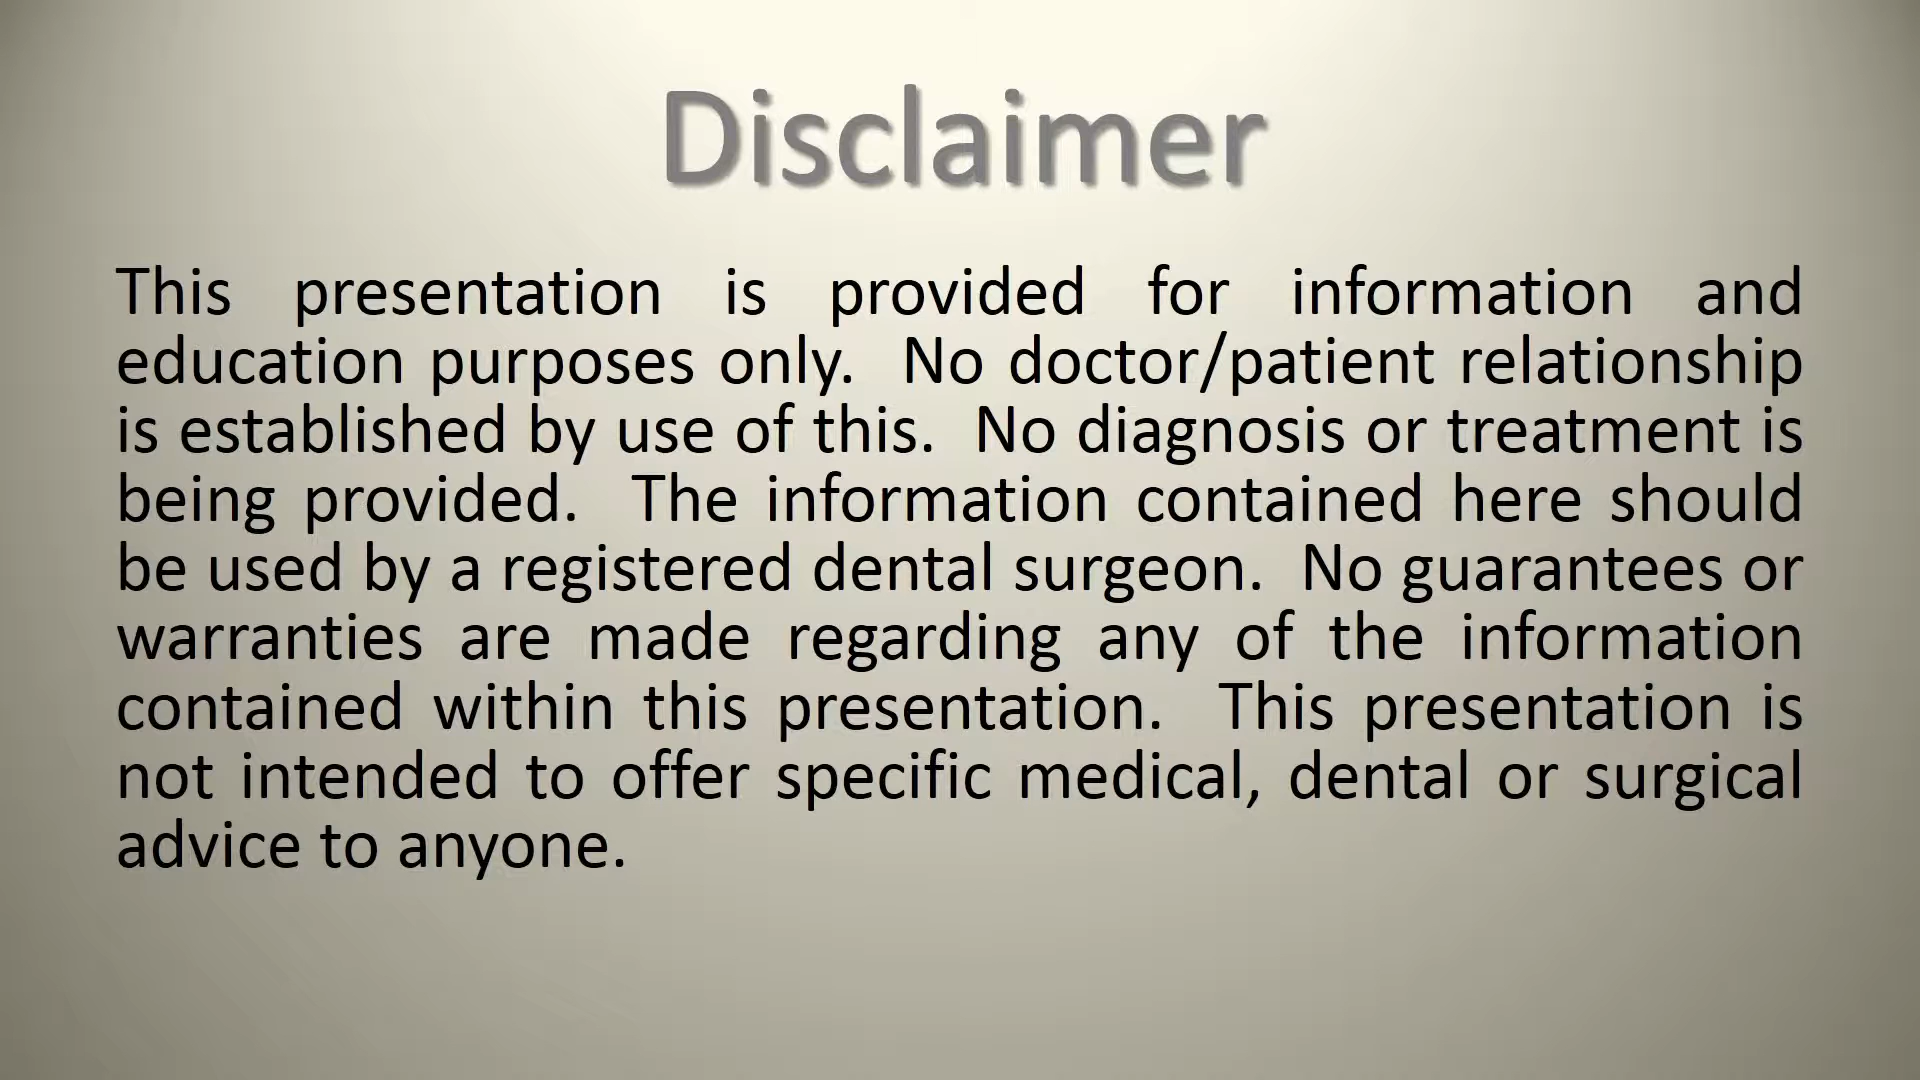 Disclaimer
This presentation is provided for information and
education purposes only.  No doctor/patient relationship
is established by use of this.  No diagnosis or treatment is
being provided.  The information contained here should
be used by a registered dental surgeon.  No guarantees or
warranties are made regarding any of the information
contained within this presentation.  This presentation is
not intended to offer specific medical, dental or surgical
advice to anyone.